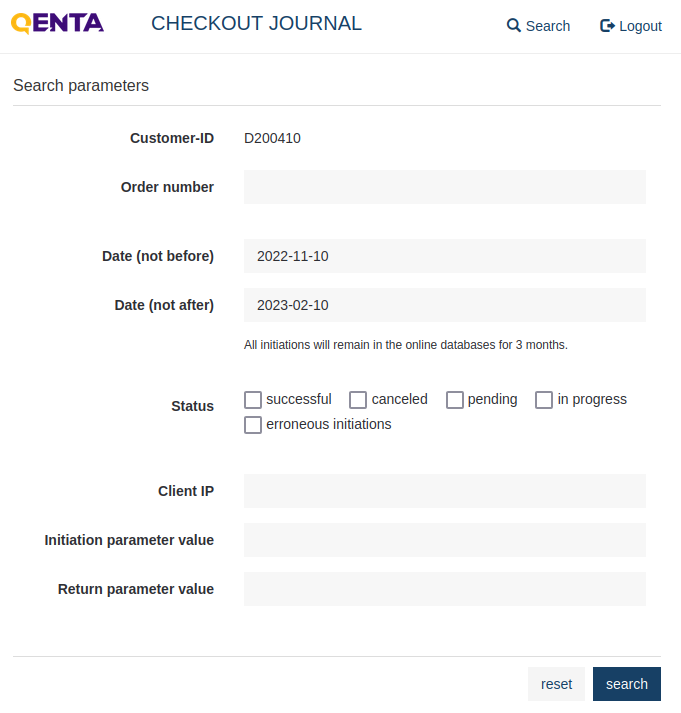 QENTA CHECKOUT JOURNAL Search Logout
Search parameters
Customer-ID D200410
Order number
Date (not before) 2022-11-10
Date (not after) 2023-02-10
All initiations will remain in the online databases for 3 months.
Status successful canceled pending in progress
erroneous initiations
Client IP
Initiation parameter value
Return parameter value
reset search